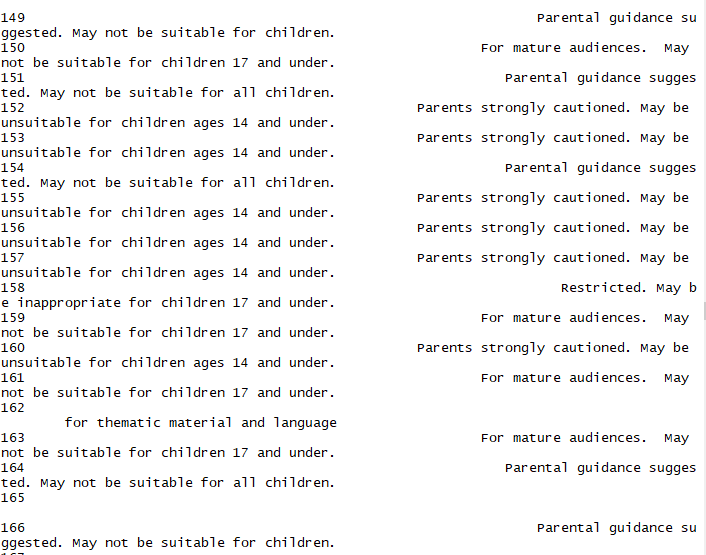 149 Parental guidance su
ggested. May not be suitable for children.
150 For mature audiences.  May
not be suitable for children 17 and under.
151 Parental guidance sugges
ted. May not be suitable for all children.
152 Parents strongly cautioned. May be
unsuitable for children ages 14 and under.
153 Parents strongly cautioned. May be
unsuitable for children ages 14 and under.
154 Parental guidance sugges
ted. May not be suitable for all children.
155 Parents strongly cautioned. May be
unsuitable for children ages 14 and under.
156 Parents strongly cautioned. May be
unsuitable for children ages 14 and under.
157 Parents strongly cautioned. May be
unsuitable for children ages 14 and under.
158 Restricted. May b
e inappropriate for children 17 and under.
159 For mature audiences.  May
not be suitable for children 17 and under.
160 Parents strongly cautioned. May be
unsuitable for children ages 14 and under.
161 For mature audiences.  May
not be suitable for children 17 and under.
162
for thematic material and language
163 For mature audiences.  May
not be suitable for children 17 and under.
164 Parental guidance sugges
ted. May not be suitable for all children.
165
166 Parental guidance su
ggested. May not be suitable for children.